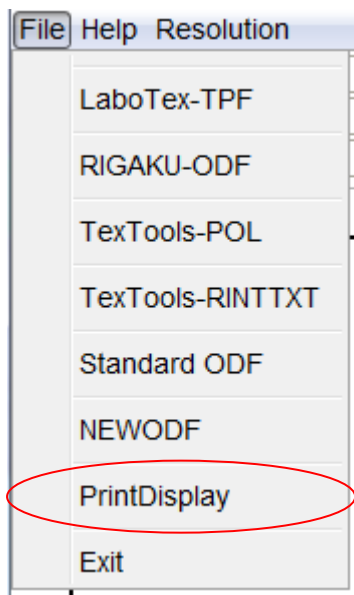 File Help Resolution
LaboTex-TPF
RIGAKU-ODF
TexTools-POL
TexTools-RINTTXT
Standard ODF
NEWODF
PrintDisplay
Exit